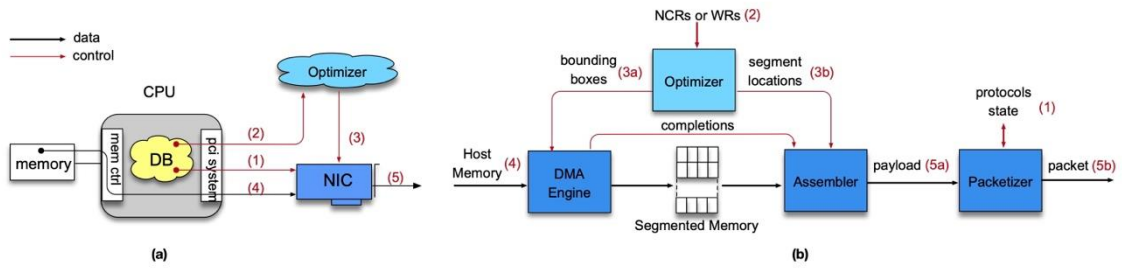 data
control
CPU
Optimizer
(2)
(3)
memory
mem ctrl
DB
pci system
(1)
NIC
(5)
(4)
(a)
NCRs or WRs (2)
bounding
boxes
(3a)
Optimizer
segment
locations
(3b)
protocols
state
(1)
completions
Host
Memory
(4)
DMA
Engine
Segmented Memory
Assembler
payload (5a)
Packetizer
packet (5b)
(b)